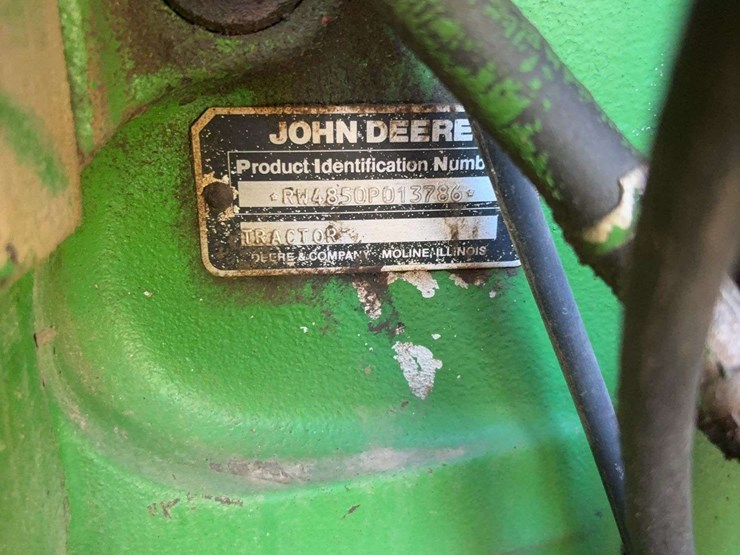 JOHN DEERE
Product Identification Numb
*RW4850P013786*
TRACTOR
DEERE & COMPANY MOLINE, ILLINOIS